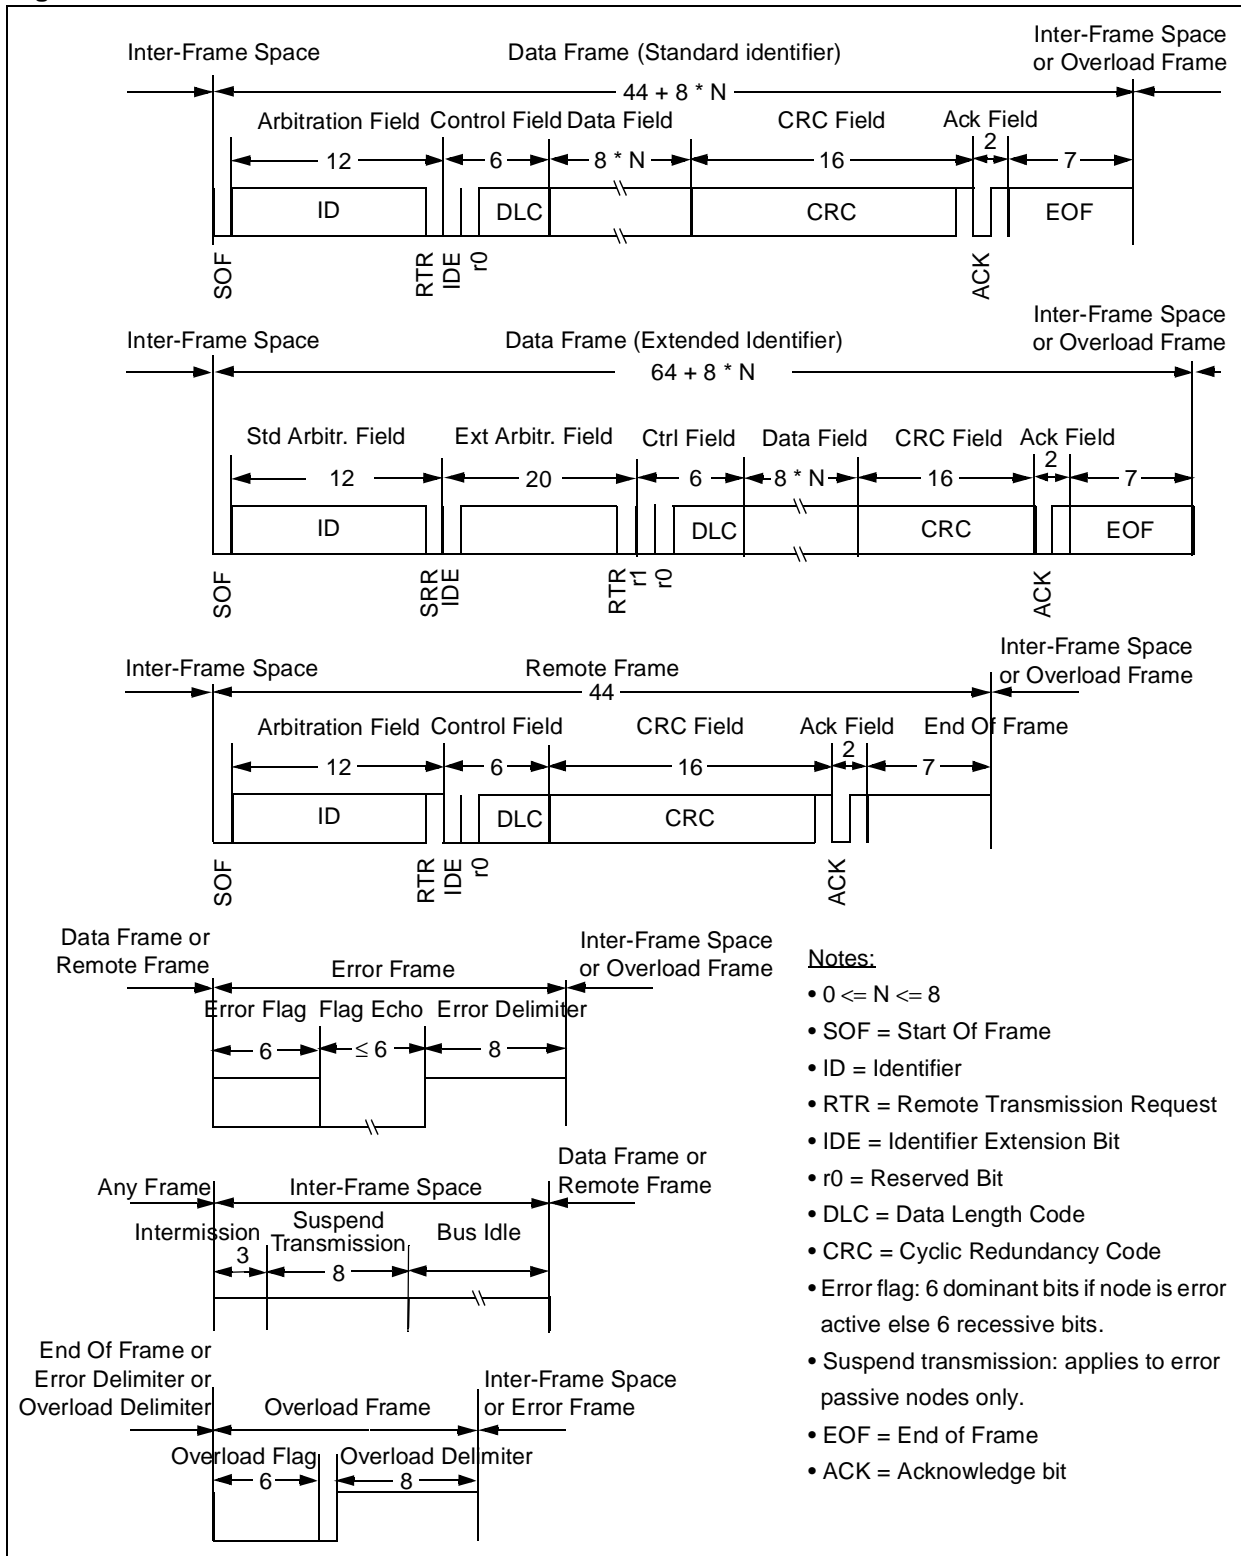 Inter-Frame Space
Data Frame (Standard identifier)
Inter-Frame Space
or Overload Frame
44 + 8 * N
Arbitration Field
Control Field
Data Field
CRC Field
Ack Field
12
6
8 * N
16
2
7
ID
DLC
CRC
EOF
SOF
RTR
IDE
r0
ACK
Inter-Frame Space
Data Frame (Extended Identifier)
Inter-Frame Space
or Overload Frame
64 + 8 * N
Std Arbitr. Field
Ext Arbitr. Field
Ctrl Field
Data Field
CRC Field
Ack Field
12
20
6
8 * N
16
2
7
ID
DLC
CRC
EOF
SOF
SRR
IDE
RTR
r1
r0
ACK
Inter-Frame Space
Remote Frame
Inter-Frame Space
or Overload Frame
44
Arbitration Field
Control Field
CRC Field
Ack Field
End Of Frame
12
6
16
2
7
ID
DLC
CRC
SOF
RTR
IDE
r0
ACK
Data Frame or
Remote Frame
Error Frame
Inter-Frame Space
or Overload Frame
Error Flag
Flag Echo
Error Delimiter
6
≤ 6
8
Any Frame
Inter-Frame Space
Data Frame or
Remote Frame
Intermission
Suspend
Transmission
Bus Idle
3
8
End Of Frame or
Error Delimiter or
Overload Delimiter
Overload Frame
Inter-Frame Space
or Error Frame
Overload Flag
Overload Delimiter
6
8
Notes:
• 0 <= N <= 8
• SOF = Start Of Frame
• ID = Identifier
• RTR = Remote Transmission Request
• IDE = Identifier Extension Bit
• r0 = Reserved Bit
• DLC = Data Length Code
• CRC = Cyclic Redundancy Code
• Error flag: 6 dominant bits if node is error
active else 6 recessive bits.
• Suspend transmission: applies to error
passive nodes only.
• EOF = End of Frame
• ACK = Acknowledge bit